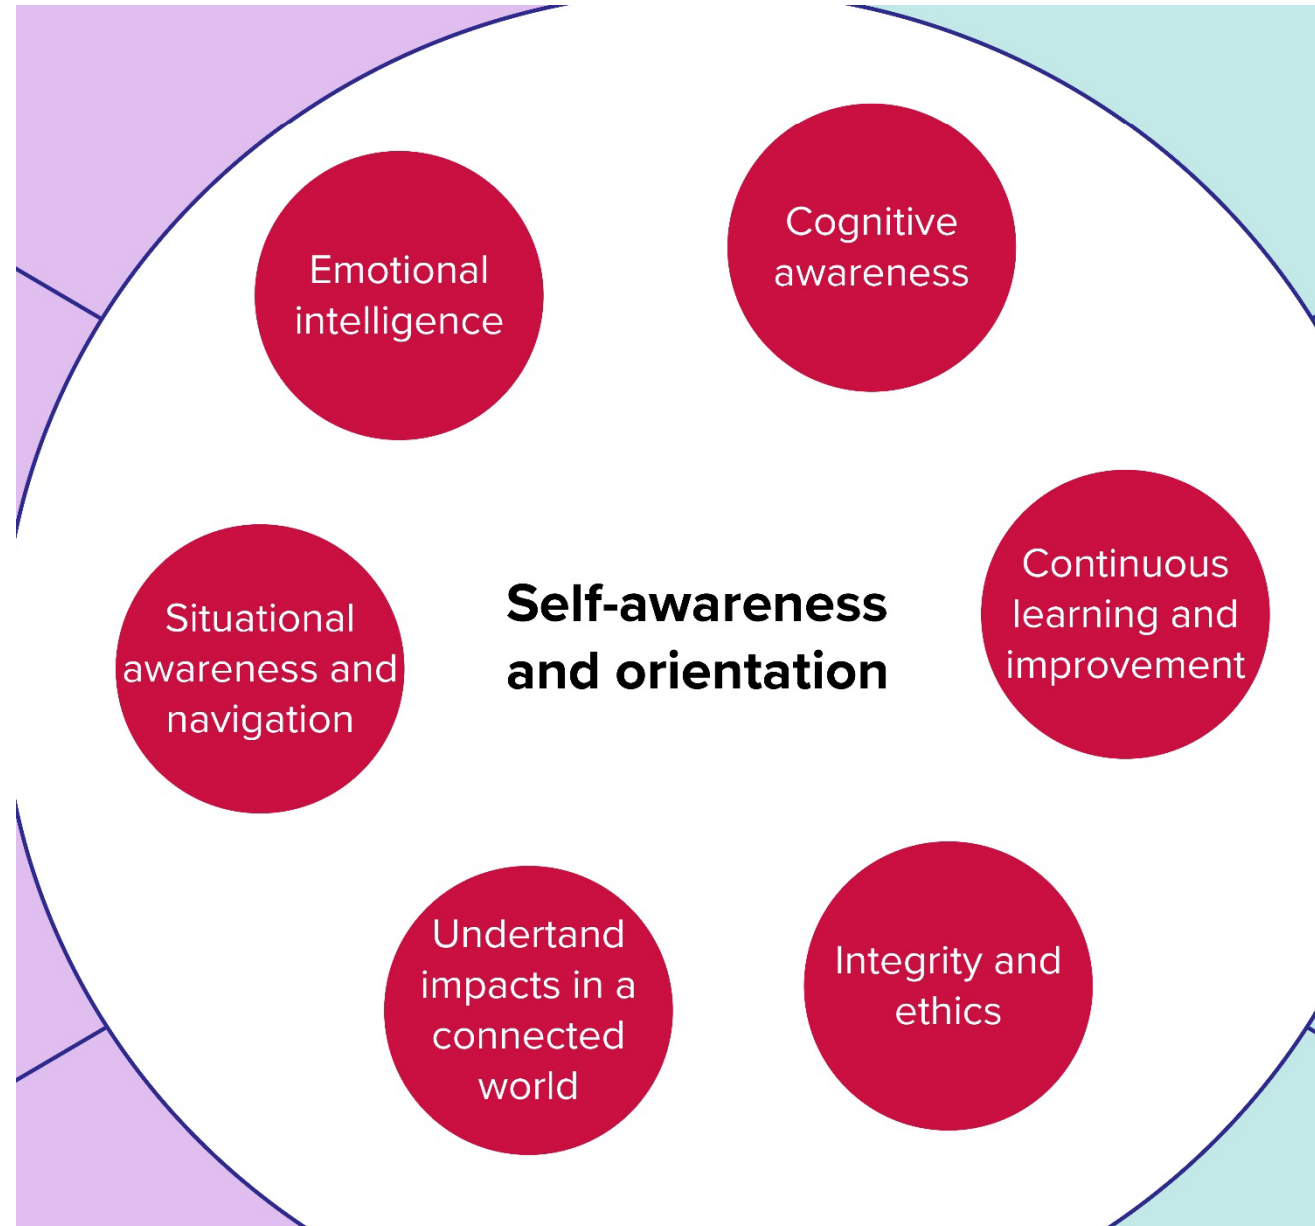 Emotional
intelligence
Cognitive
awareness
Situational
awareness and
navigation
Self-awareness
and orientation
Continuous
learning and
improvement
Undertand
impacts in a
connected
world
Integrity and
ethics